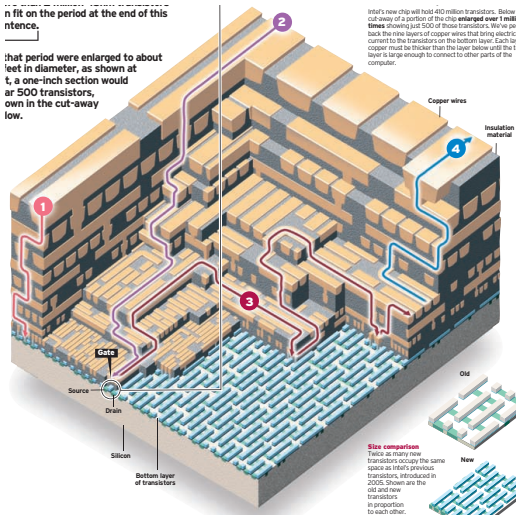 n fit on the period at the end of this
ntence.
that period were enlarged to about
feet in diameter, as shown at
t, a one-inch section would
ar 500 transistors,
own in the cut-away
low.
Intel's new chip will hold 410 million transistors. Below
cut-away of a portion of the chip enlarged over 1 milli
times showing just 500 of those transistors. We've pe
back the nine layers of copper wires that bring electric
current to the transistors on the bottom layer. Each la
copper must be thicker than the layer below until the t
layer is large enough to connect to other parts of the
computer.
Copper wires
Insulation
material
1
2
3
4
Gate
Source
Drain
Silicon
Bottom layer
of transistors
Old
Size comparison
Twice as many new
transistors occupy the same
space as Intel's previous
transistors, introduced in
2005. Shown are the
old and new
transistors
in proportion
to each other.
New